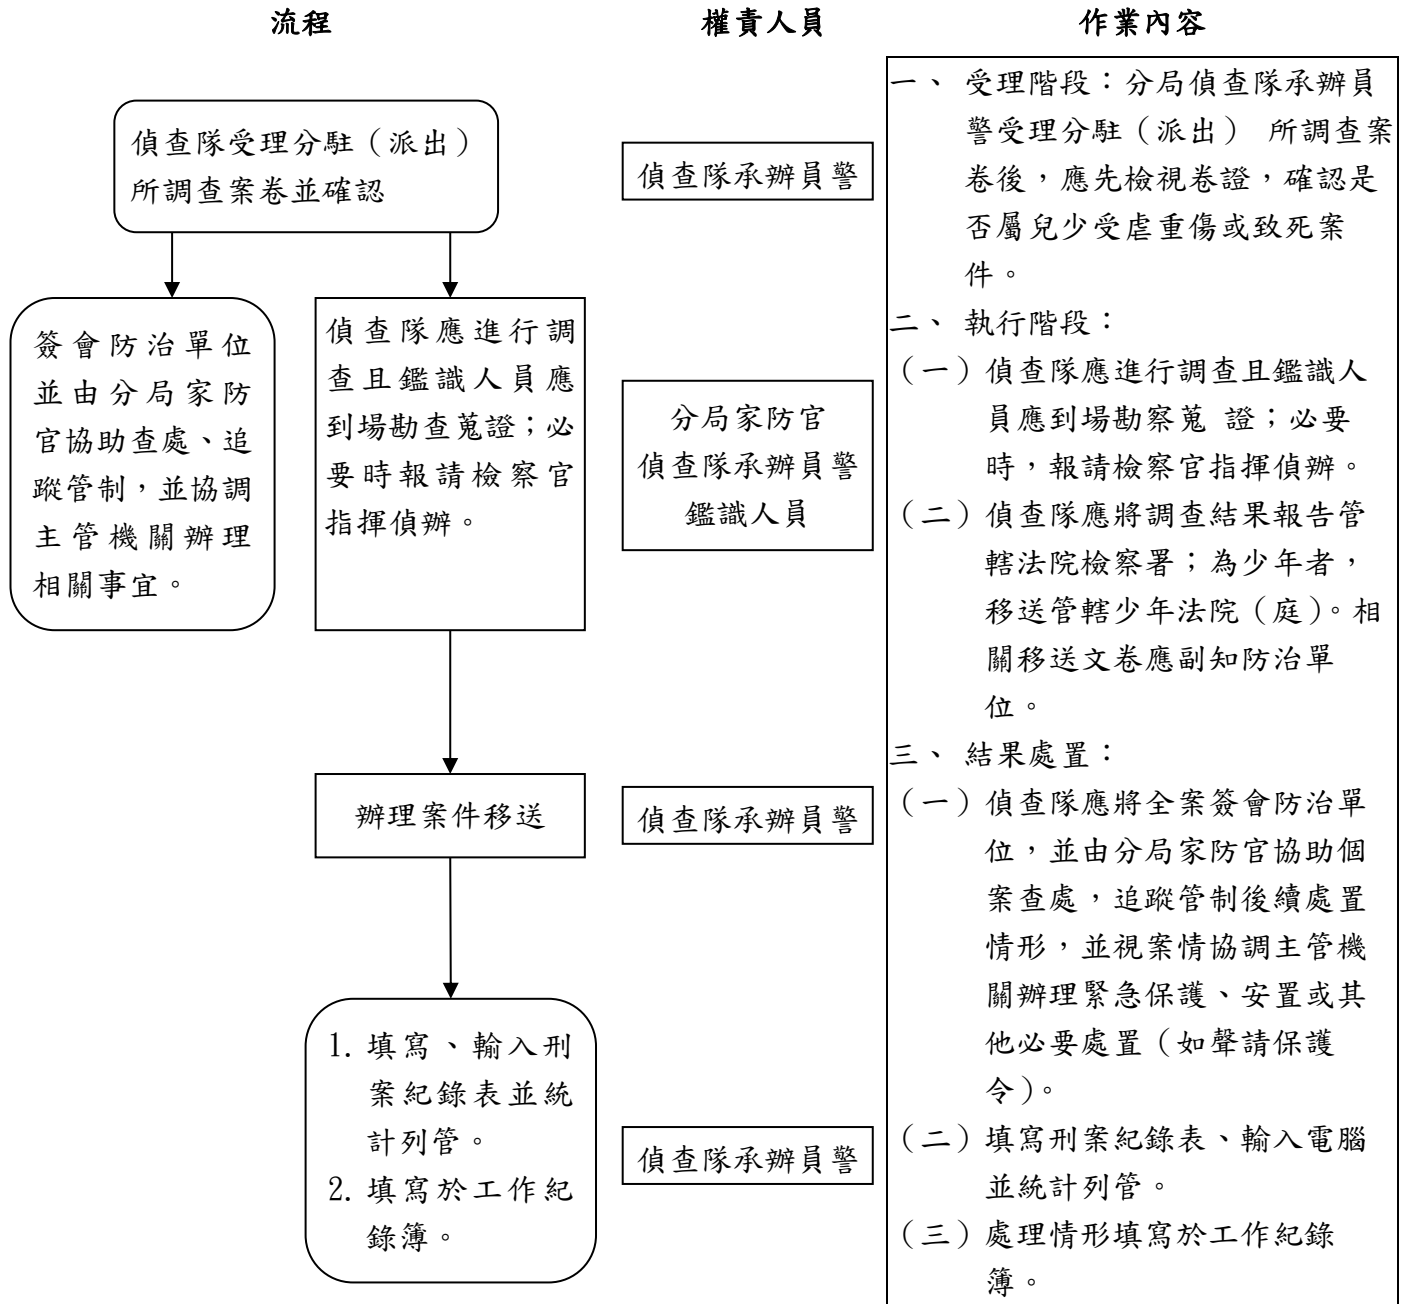 流程
權責人員
作業內容
偵查隊受理分駐（派出）
所調查案卷並確認
簽會防治單位
並由分局家防
官協助查處、追
蹤管制，並協調
主管機關辦理
相關事宜。
偵查隊應進行調
查且鑑識人員應
到場勘查蒐證；必
要時報請檢察官
指揮偵辦。
辦理案件移送
1. 填寫、輸入刑
案紀錄表並統
計列管。
2. 填寫於工作紀
錄簿。
偵查隊承辦員警
分局家防官
偵查隊承辦員警
鑑識人員
偵查隊承辦員警
偵查隊承辦員警
一、 受理階段：分局偵查隊承辦員
警受理分駐（派出） 所調查案
卷後，應先檢視卷證，確認是
否屬兒少受虐重傷或致死案
件。
二、 執行階段：
（一）偵查隊應進行調查且鑑識人
員應到場勘察蒐 證；必要
時，報請檢察官指揮偵辦。
（二）偵查隊應將調查結果報告管
轄法院檢察署；為少年者，
移送管轄少年法院（庭）。相
關移送文卷應副知防治單
位。
三、 結果處置：
（一）偵查隊應將全案簽會防治單
位，並由分局家防官協助個
案查處，追蹤管制後續處置
情形，並視案情協調主管機
關辦理緊急保護、安置或其
他必要處置（如聲請保護
令）。
（二）填寫刑案紀錄表、輸入電腦
並統計列管。
（三）處理情形填寫於工作紀錄
簿。